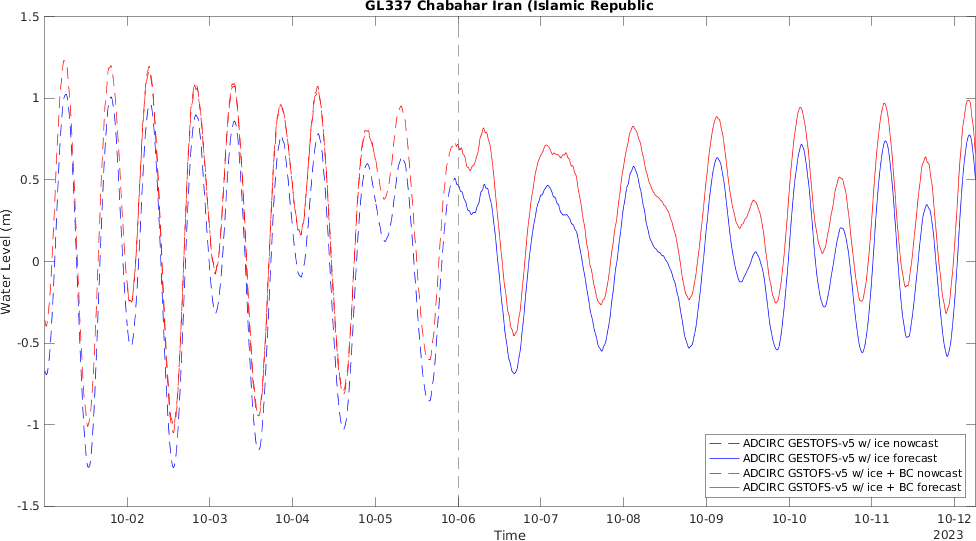 GL337 Chabahar Iran (Islamic Republic
1.5
1
0.5
0
-0.5
-1
-1.5
Water Level (m)
10-02
10-03
10-04
10-05
10-06
10-07
10-08
10-09
10-10
10-11
10-12
2023
Time
ADCIRC GESTOFS-v5 w/ ice nowcast
ADCIRC GESTOFS-v5 w/ ice forecast
ADCIRC GSTOFS-v5 w/ ice + BC nowcast
ADCIRC GSTOFS-v5 w/ ice + BC forecast